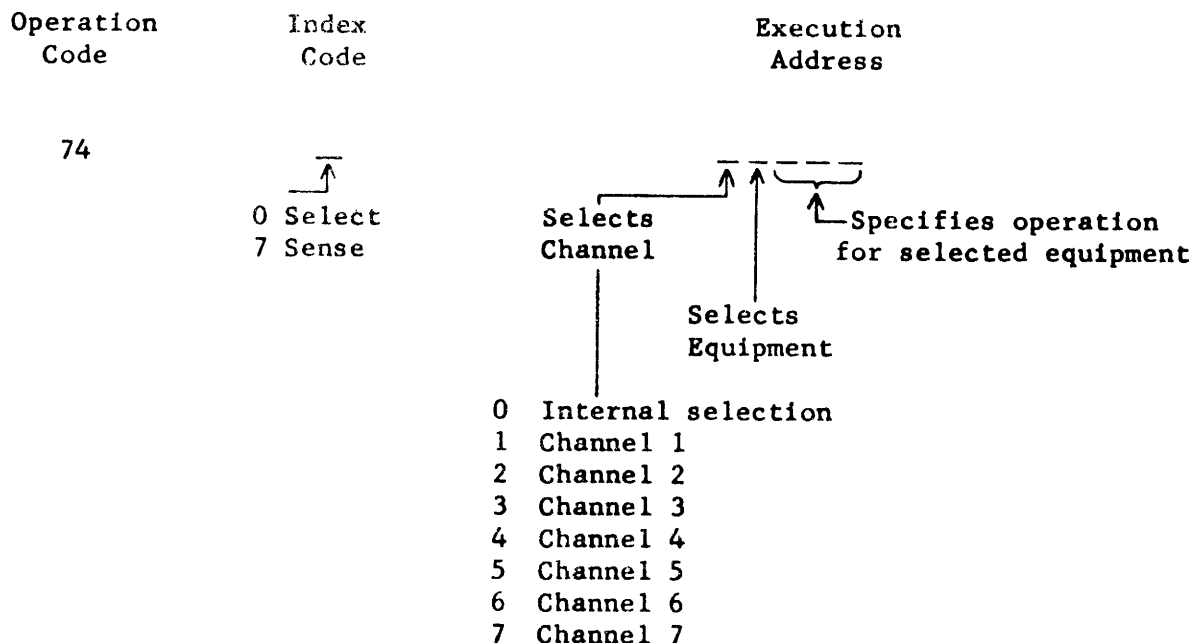 Operation Code
Index Code
Execution Address
74
0 Select
7 Sense
Selects Channel
Specifies operation for selected equipment
Selects Equipment
0 Internal selection
1 Channel 1
2 Channel 2
3 Channel 3
4 Channel 4
5 Channel 5
6 Channel 6
7 Channel 7